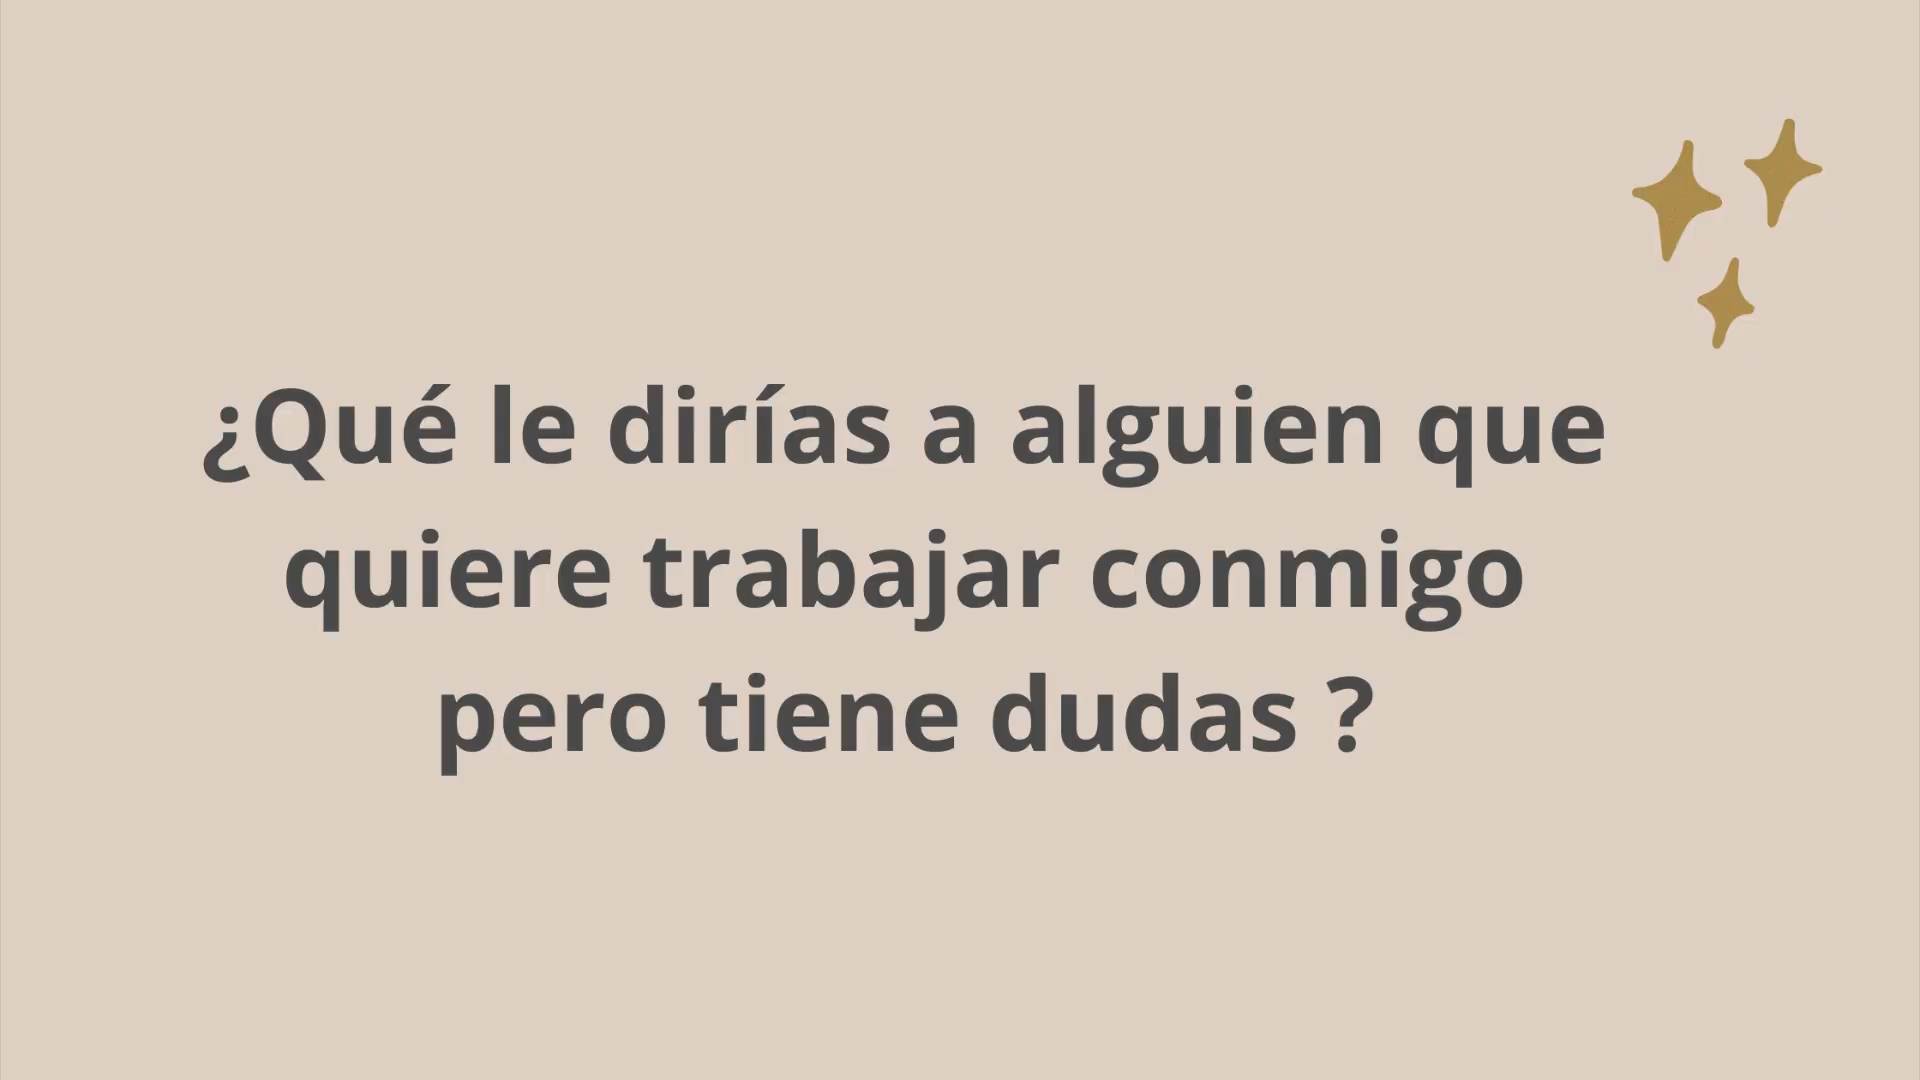 ¿Qué le dirías a alguien que
quiere trabajar conmigo
pero tiene dudas ?